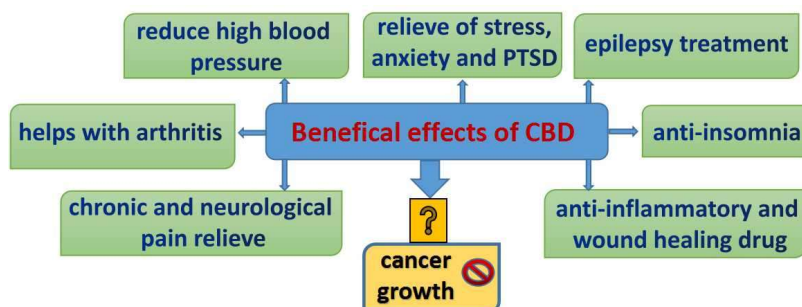 reduce high blood
pressure
relieve of stress,
anxiety and PTSD
epilepsy treatment
helps with arthritis
Benefical effects of CBD
anti-insomnia
chronic and neurological
pain relieve
?
anti-inflammatory and
wound healing drug
cancer
growth